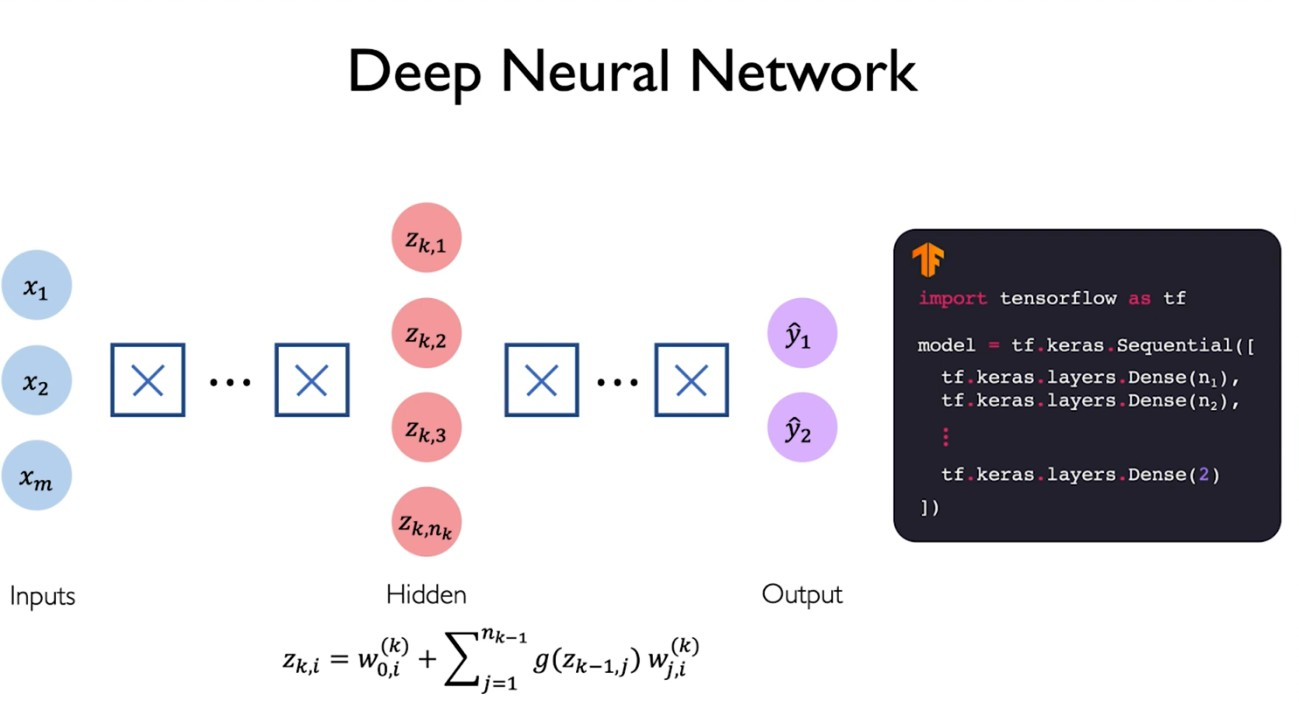 Deep Neural Network
x₁
x₂
xₘ
z_{k,1}
z_{k,2}
z_{k,3}
z_{k,n_k}
ŷ₁
ŷ₂
Inputs
Hidden
Output
z_{k,i} = w_{0,i}^{(k)} + ∑_{j=1}^{n_{k-1}} g(z_{k-1,j}) w_{j,i}^{(k)}
import tensorflow as tf
model = tf.keras.Sequential([
tf.keras.layers.Dense(n₁),
tf.keras.layers.Dense(n₂),
⋮
tf.keras.layers.Dense(2)
])